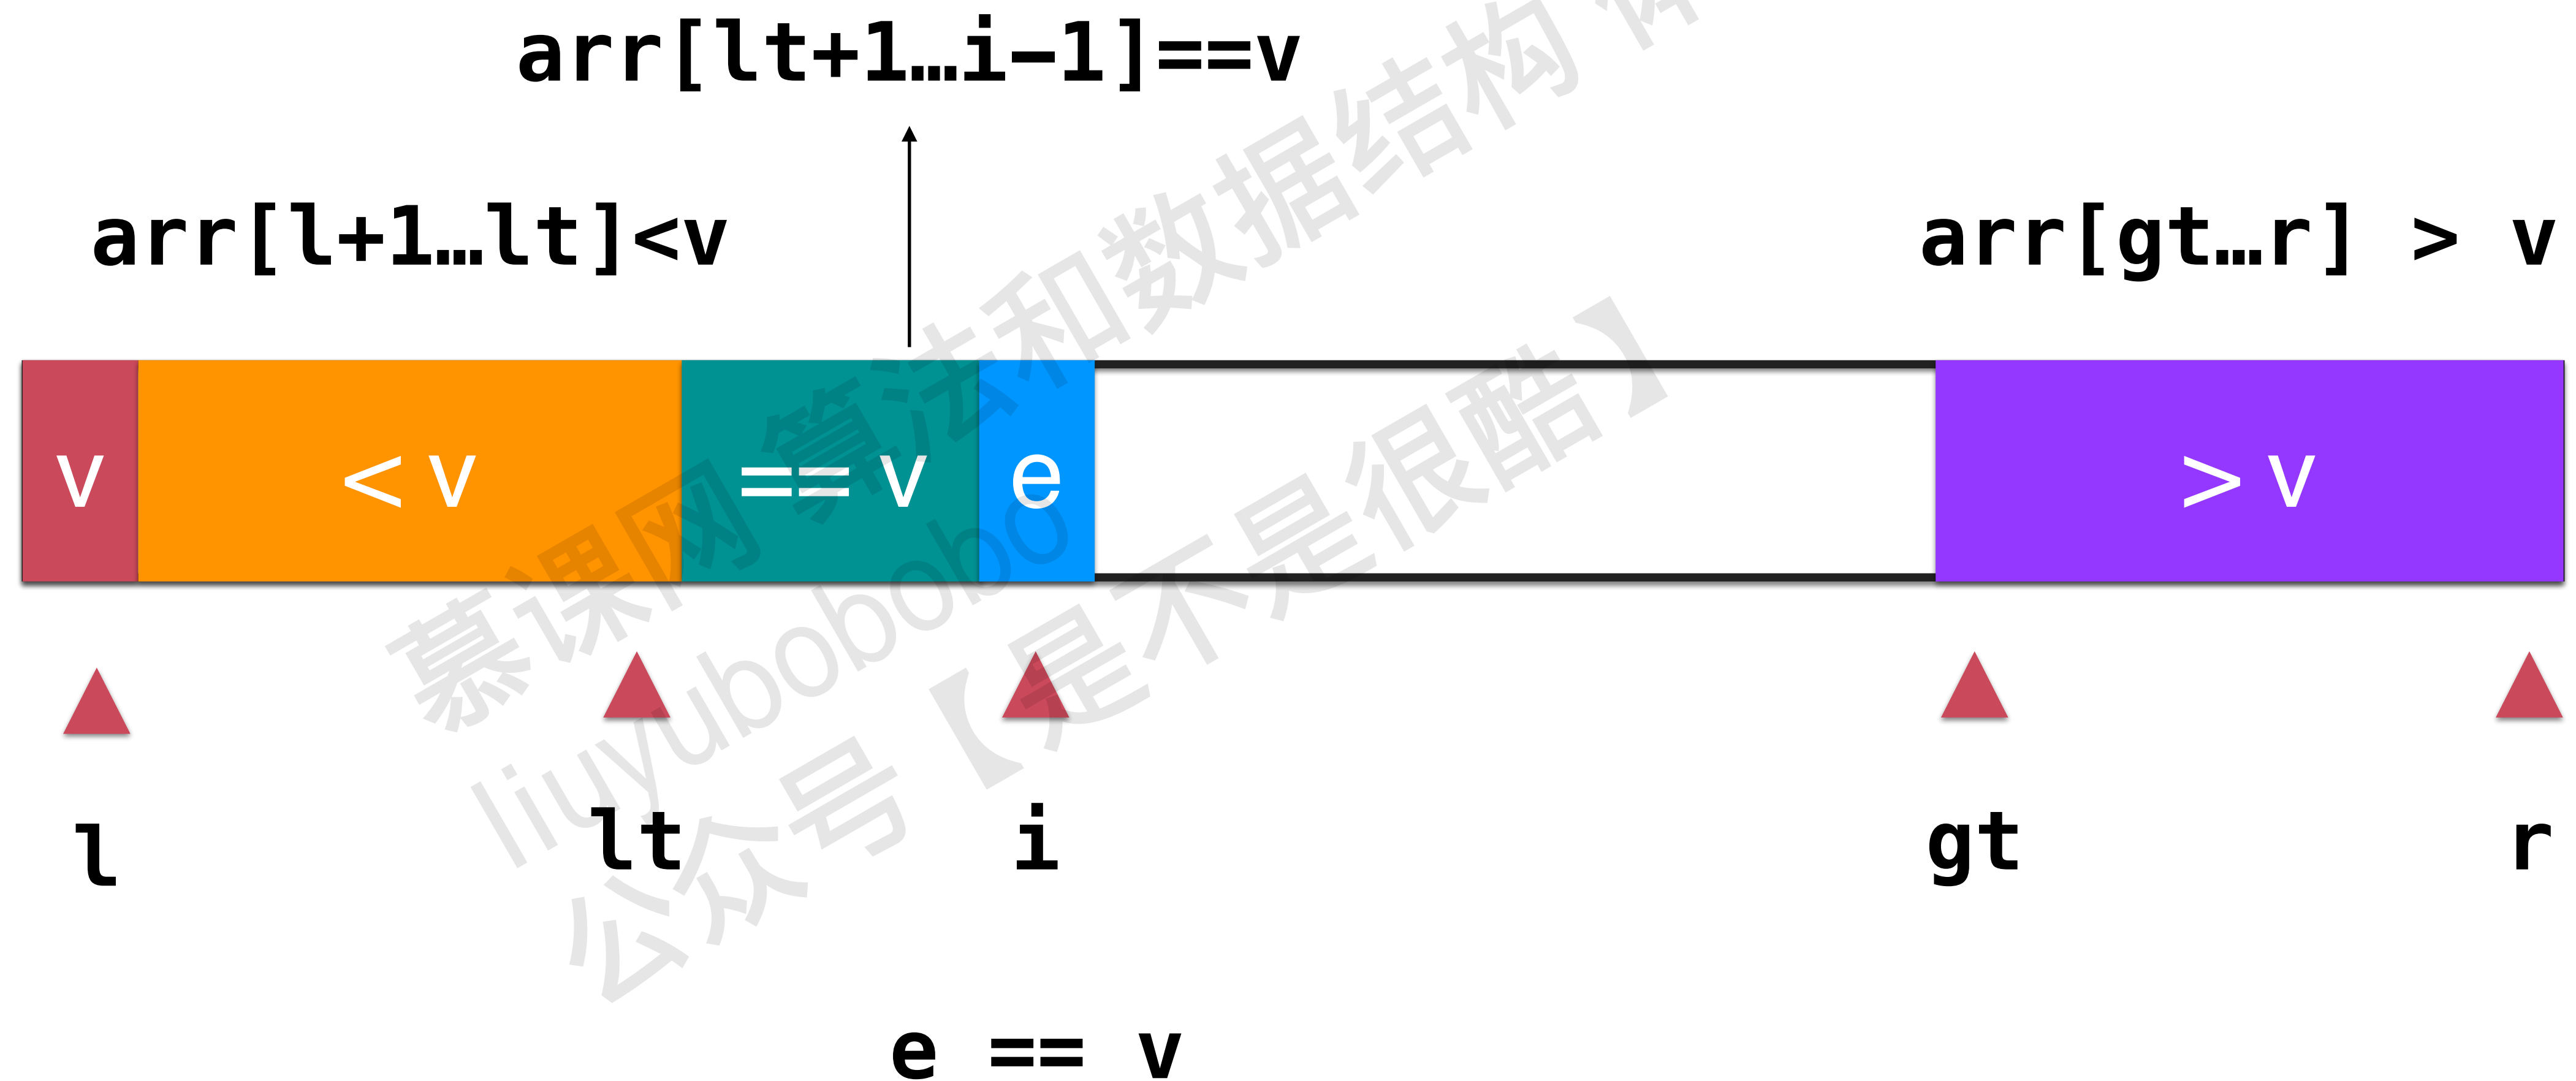 arr[lt+1…i-1]==v
arr[l+1…lt]<v
arr[gt…r] > v
v
< v
== v
e
> v
l
lt
i
gt
r
e == v
慕课网 算法和数据结构
liuyubobobo
公众号【是不是很酷】